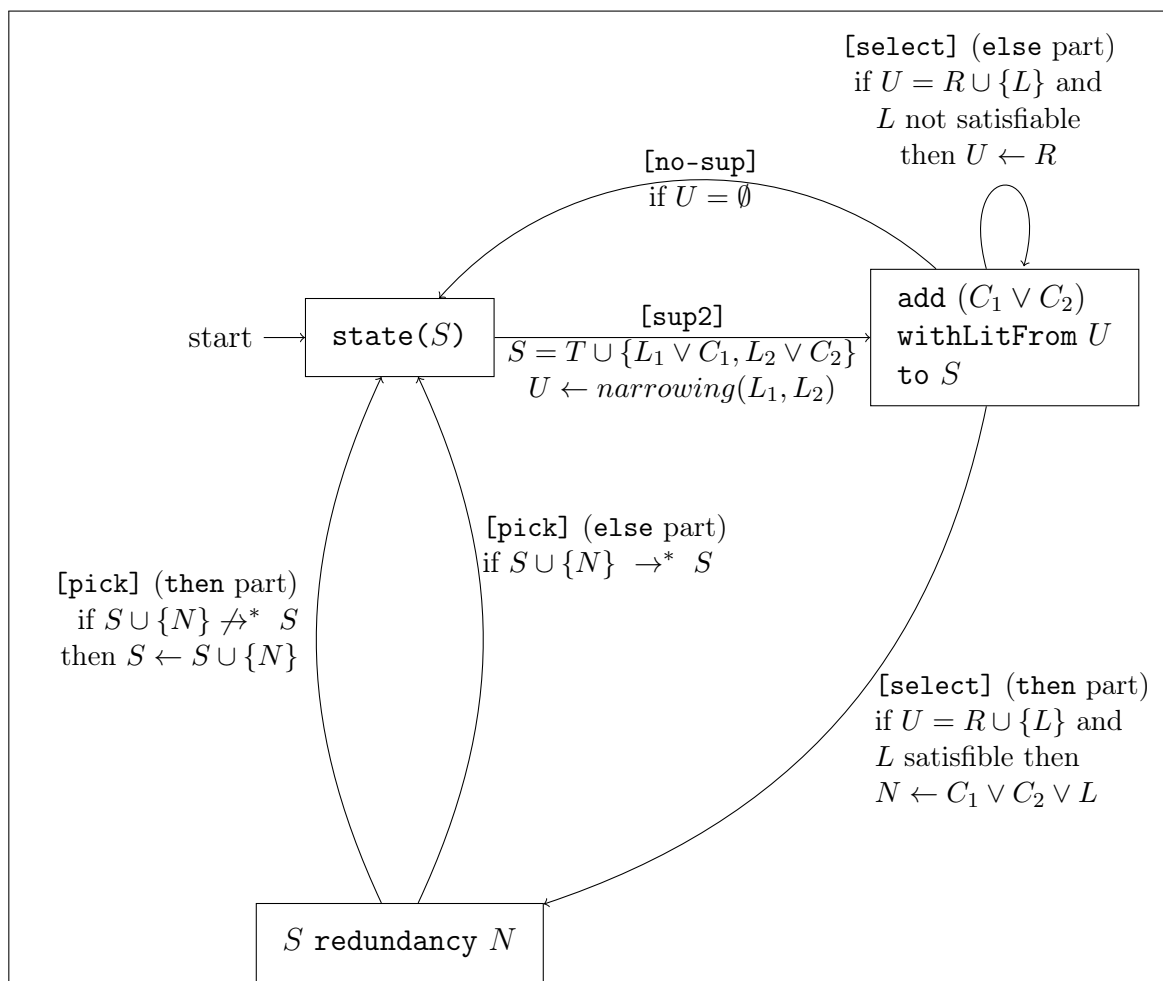 [select] (else part)
if U = R ∪ {L} and
L not satisfiable
then U ← R
[no-sup]
if U = ∅
start
state(S)
[sup2]
S = T ∪ {L₁ ∨ C₁, L₂ ∨ C₂}
U ← narrowing(L₁, L₂)
add (C₁ ∨ C₂)
withLitFrom U
to S
[pick] (else part)
if S ∪ {N} →* S
[pick] (then part)
if S ∪ {N} ↛* S
then S ← S ∪ {N}
[select] (then part)
if U = R ∪ {L} and
L satisfible then
N ← C₁ ∨ C₂ ∨ L
S redundancy N